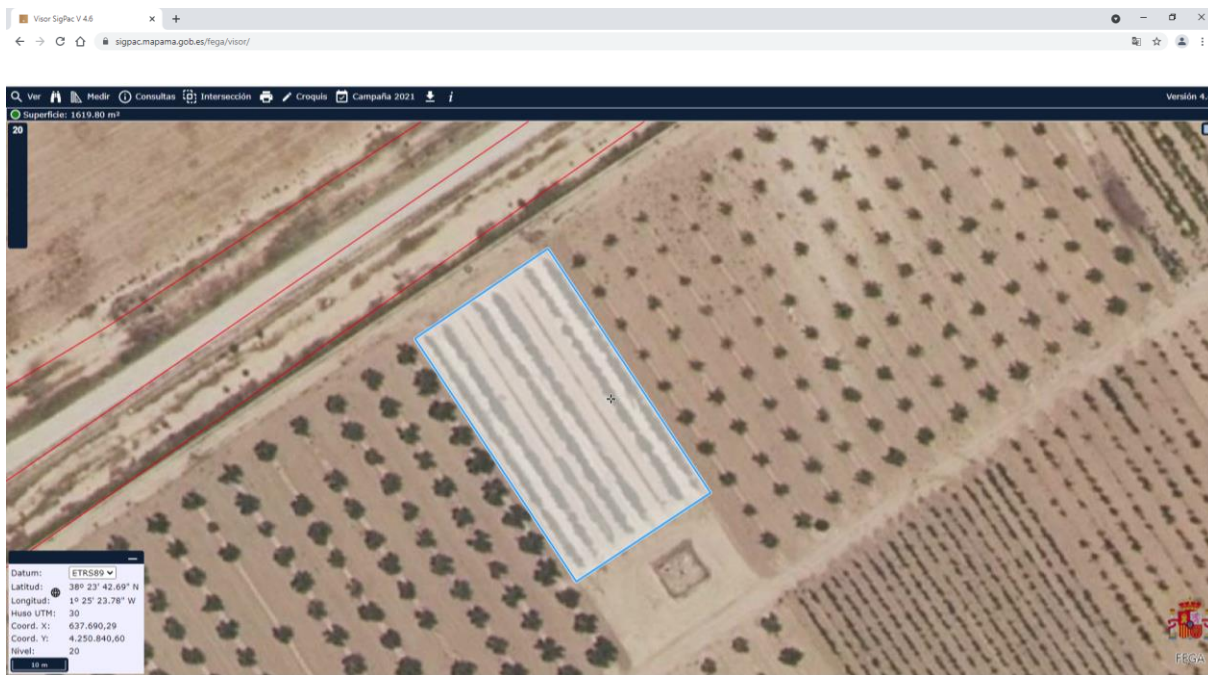 Visor SigPac V 4.6
sigpac.mapama.gob.es/fega/visor/
Ver Medir Consultas Intersección Croquis Campaña 2021 i Versión 4.
Superficie: 1619.80 m²
20
Datum: ETRS89
Latitud: 38º 23' 42.69" N
Longitud: 1º 25' 23.78" W
Huso UTM: 30
Coord. X: 637.690,29
Coord. Y: 4.250.840,60
Nivel: 20
10 m
FEGA